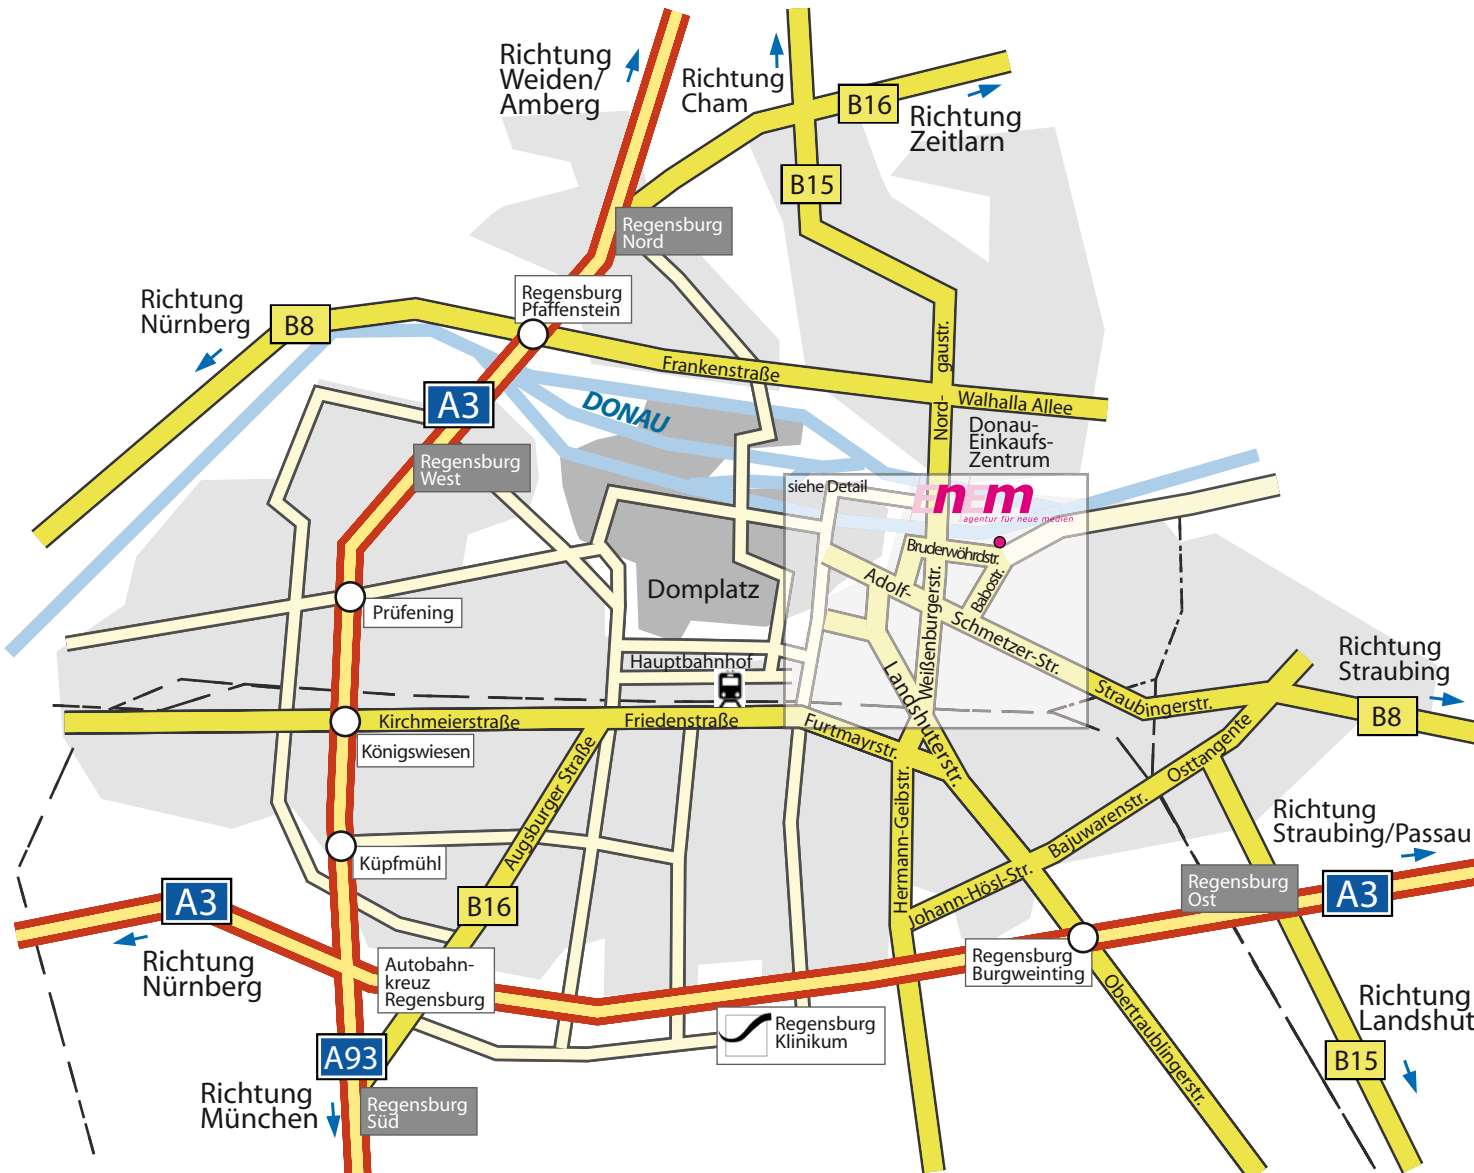 Richtung
Weiden/
Amberg
Richtung
Cham
B16
Richtung
Zeitlarn
B15
Regensburg
Nord
Richtung
Nürnberg
B8
Regensburg
Pfaffenstein
Frankenstraße
Nord-
gaustr.
Walhalla Allee
A3
DONAU
Donau-
Einkaufs-
Zentrum
Regensburg
West
siehe Detail
EnEm
agentur für neue medien
Bruderwöhrdstr.
Adolf-
Schmetzer-Str.
Babostr.
Weißenburgerstr.
Domplatz
Prüfening
Hauptbahnhof
Landshuterstr.
Straubingerstr.
Richtung
Straubing
B8
Kirchmeierstraße
Friedenstraße
Furtmayrstr.
Königswiesen
Augsburger Straße
Hermann-Geibstr.
Osttangente
Bajuwarenstr.
Johann-Hösl-Str.
Richtung
Straubing/Passau
Küpfmühl
A3
B16
Regensburg
Ost
A3
Richtung
Nürnberg
Autobahn-
kreuz
Regensburg
Regensburg
Burgweinting
Obertraublingerstr.
Richtung
Landshut
Regensburg
Klinikum
A93
B15
Richtung
München
Regensburg
Süd